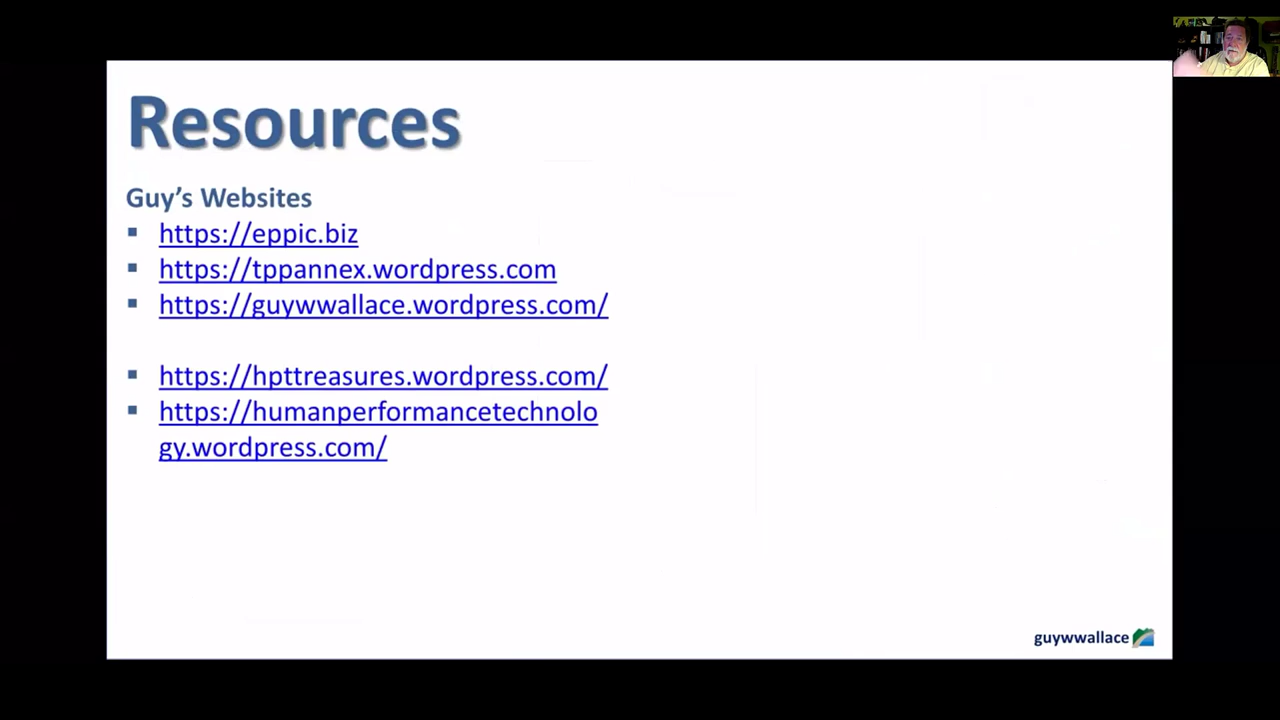 Resources
Guy's Websites
https://eppic.biz
https://tppannex.wordpress.com
https://guywwallace.wordpress.com/
https://hpttreasures.wordpress.com/
https://humanperformancetechnolo
gy.wordpress.com/
guywwallace